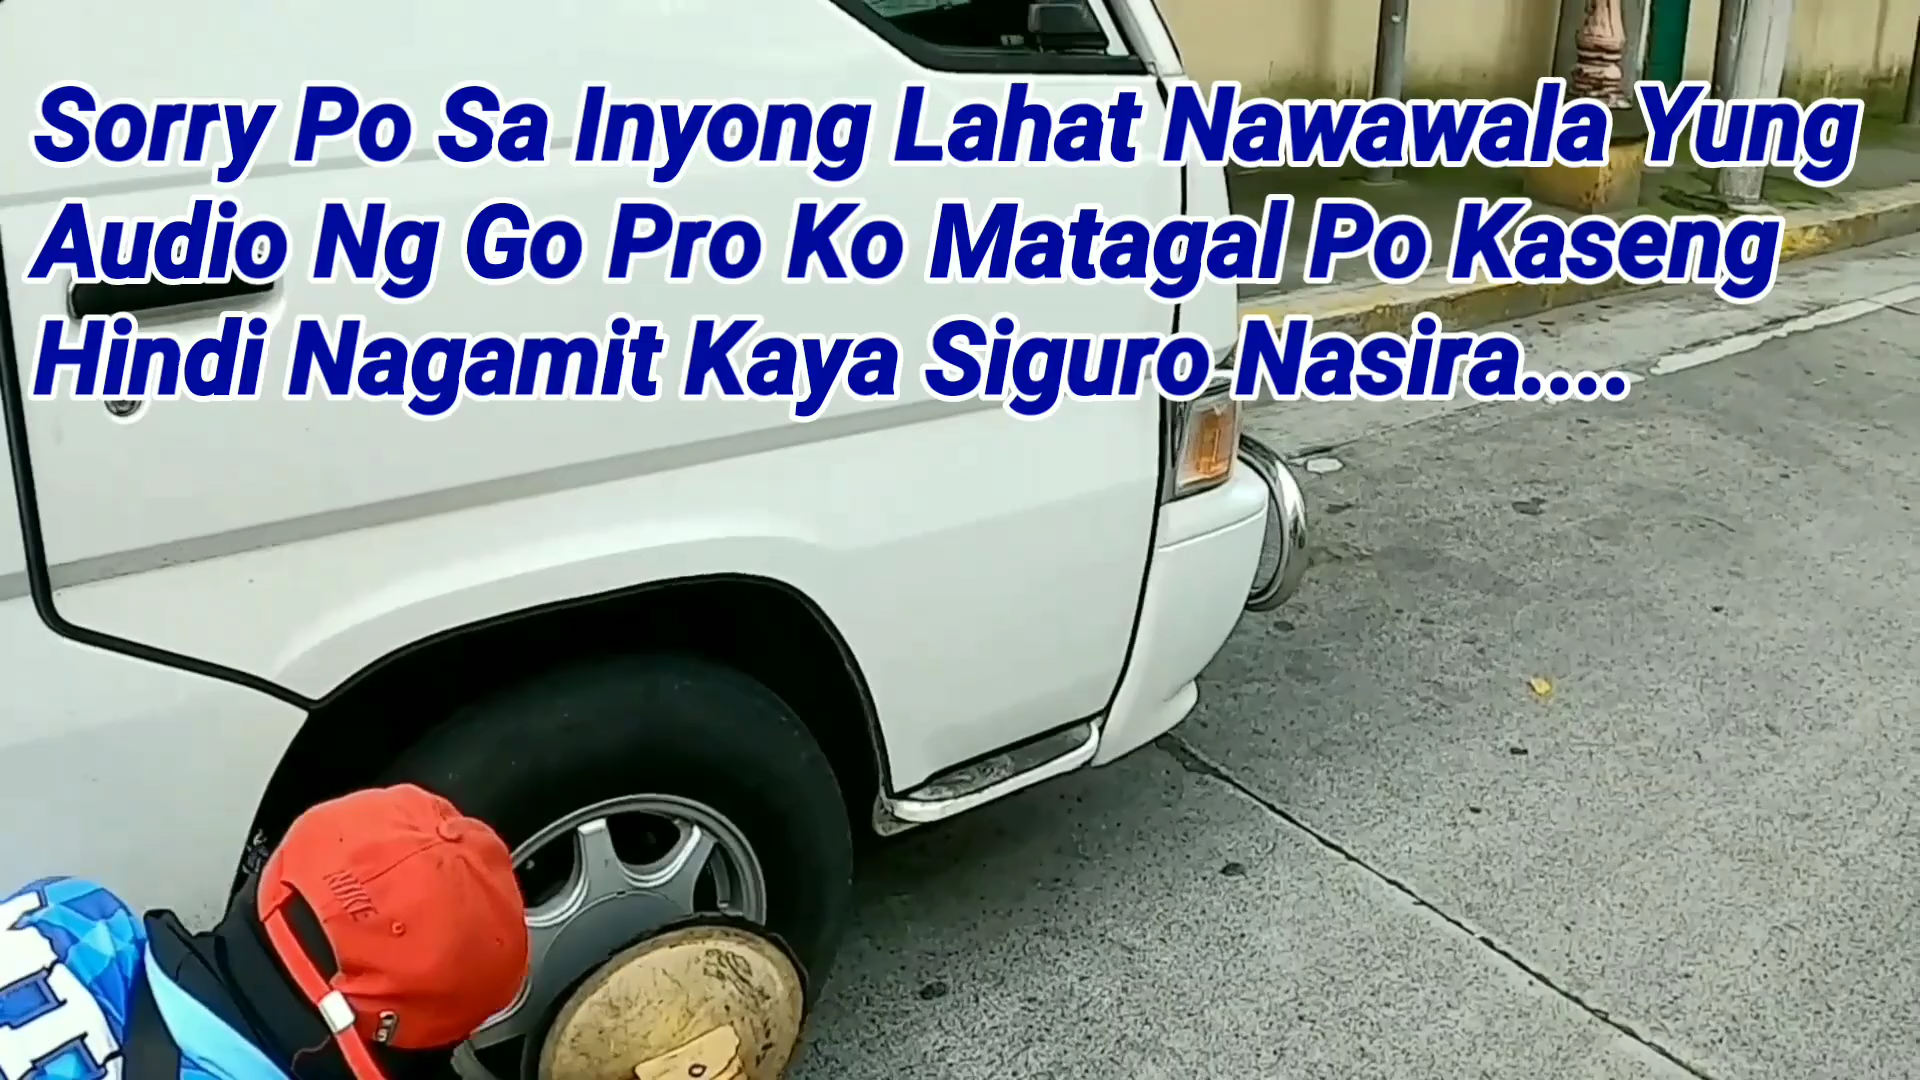 Sorry Po Sa Inyong Lahat Nawawala Yung
Audio Ng Go Pro Ko Matagal Po Kaseng
Hindi Nagamit Kaya Siguro Nasira....
NIKE